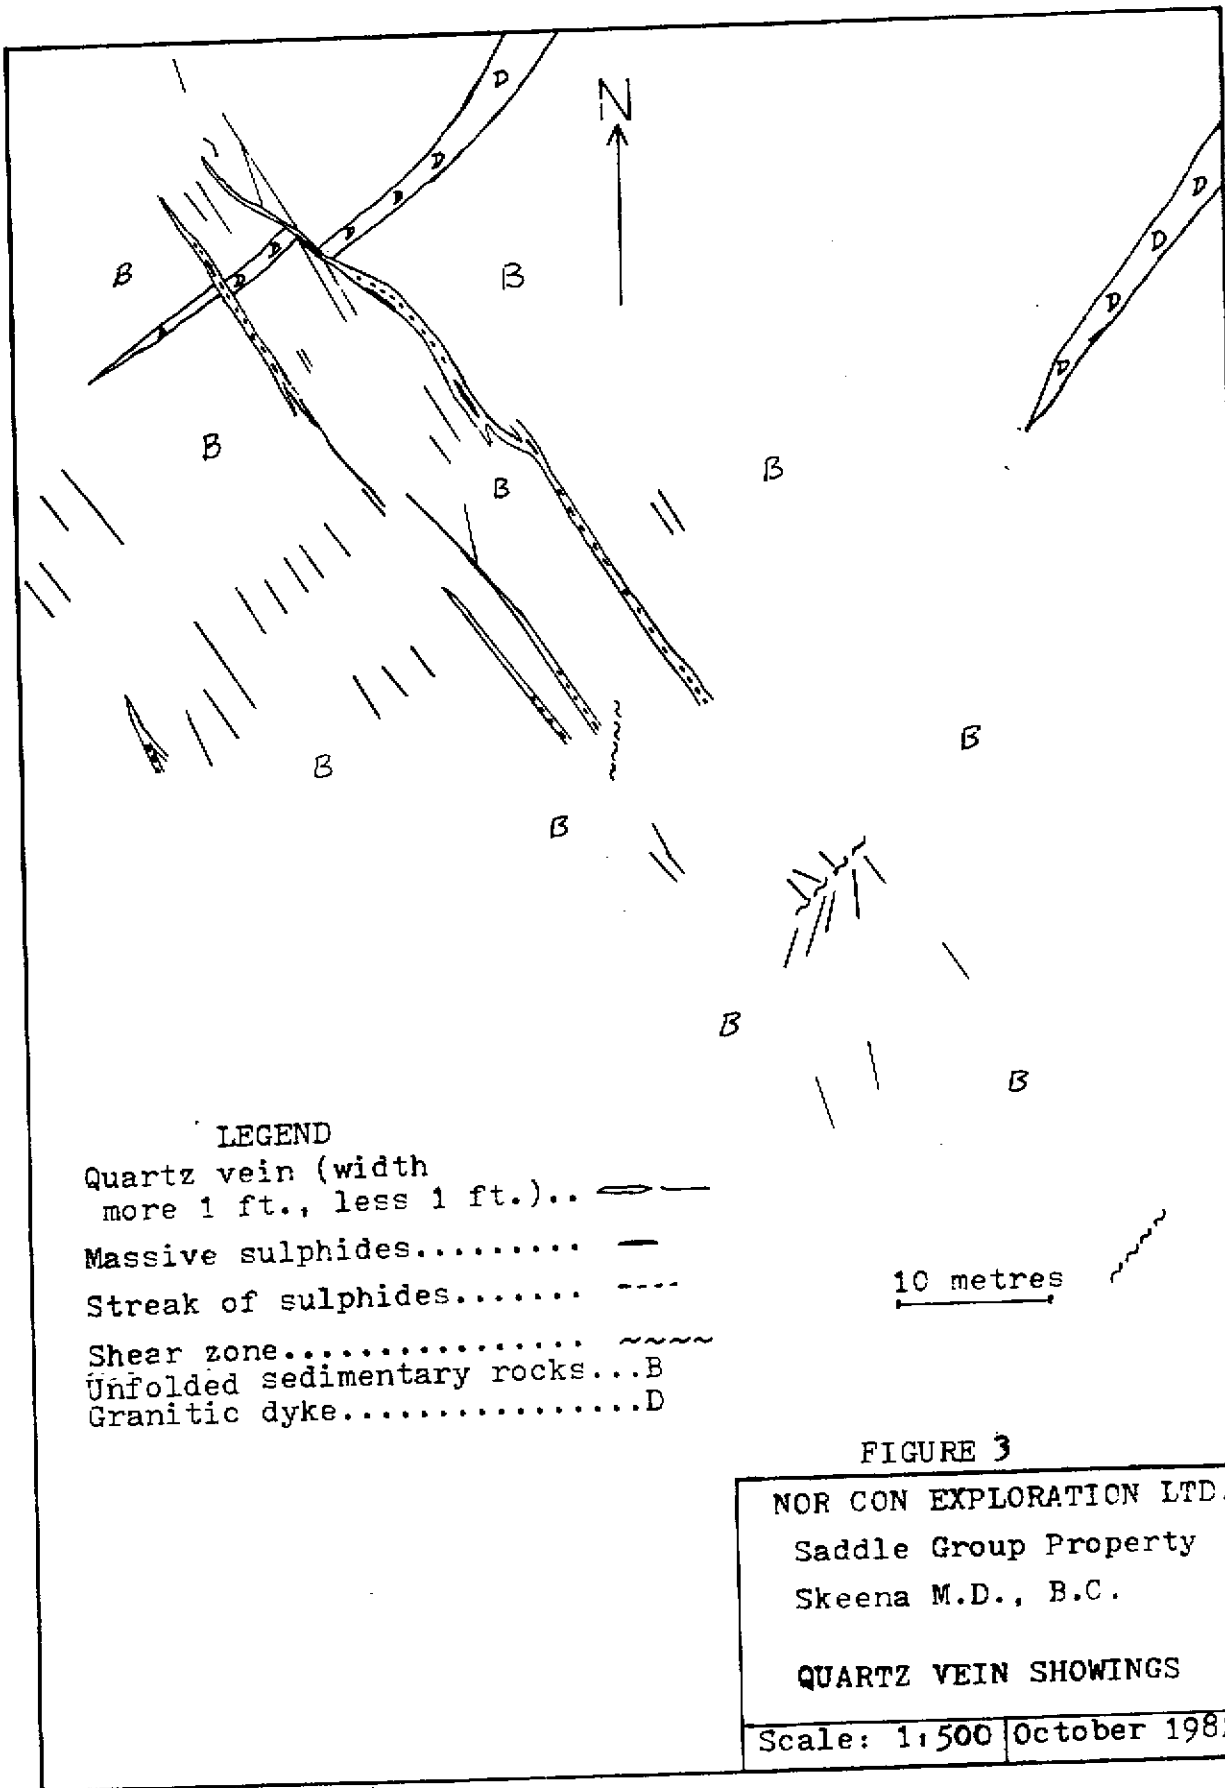 N
D
D
D
D
D
D
D
D
D
D
D
B
B
B
B
B
B
B
B
B
B
LEGEND
Quartz vein (width
more 1 ft., less 1 ft.)..
Massive sulphides.........
Streak of sulphides.......
Shear zone................
Unfolded sedimentary rocks...B
Granitic dyke................D
10 metres
FIGURE 3
NOR CON EXPLORATION LTD.
Saddle Group Property
Skeena M.D., B.C.
QUARTZ VEIN SHOWINGS
Scale: 1:500
October